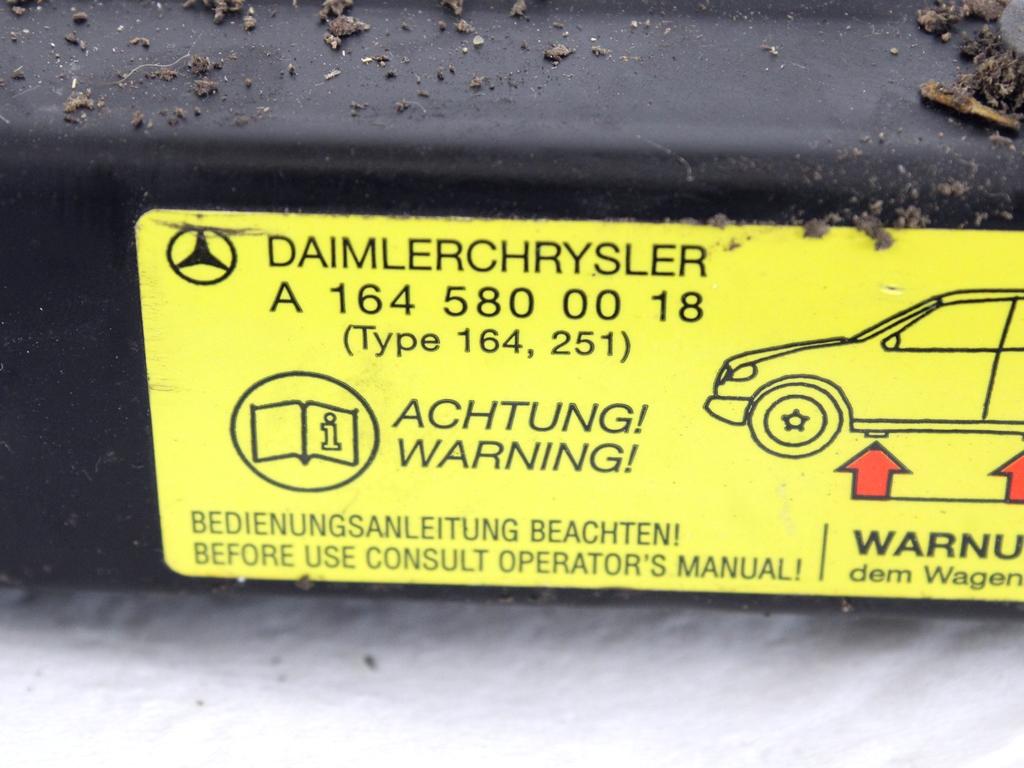 DAIMLERCHRYSLER
A 164 580 00 18
(Type 164, 251)
i
ACHTUNG!
WARNING!
BEDIENUNGSANLEITUNG BEACHTEN!
BEFORE USE CONSULT OPERATOR'S MANUAL!
WARNU
dem Wagen